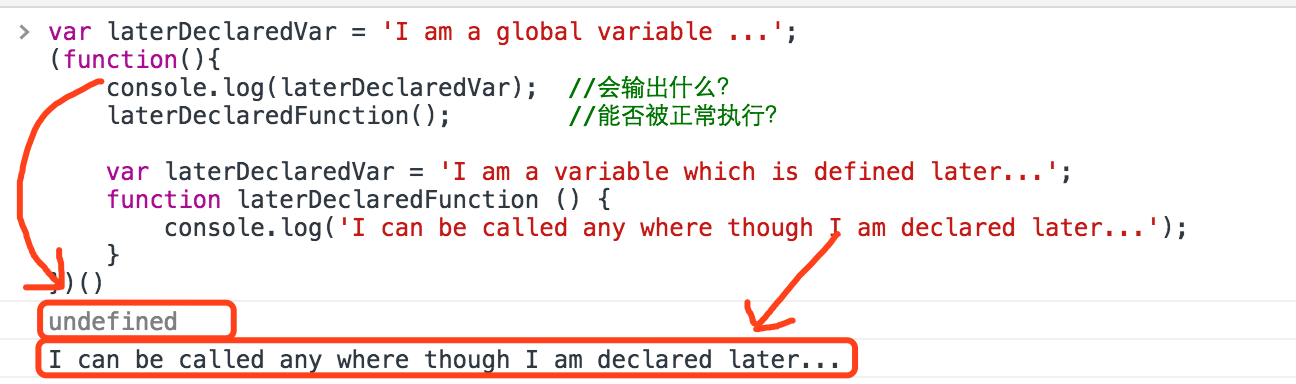 > var laterDeclaredVar = 'I am a global variable ...';
(function(){
    console.log(laterDeclaredVar);  //会输出什么?
    laterDeclaredFunction();        //能否被正常执行?

    var laterDeclaredVar = 'I am a variable which is defined later...';
    function laterDeclaredFunction () {
        console.log('I can be called any where though I am declared later...');
    }
})()
undefined
I can be called any where though I am declared later...